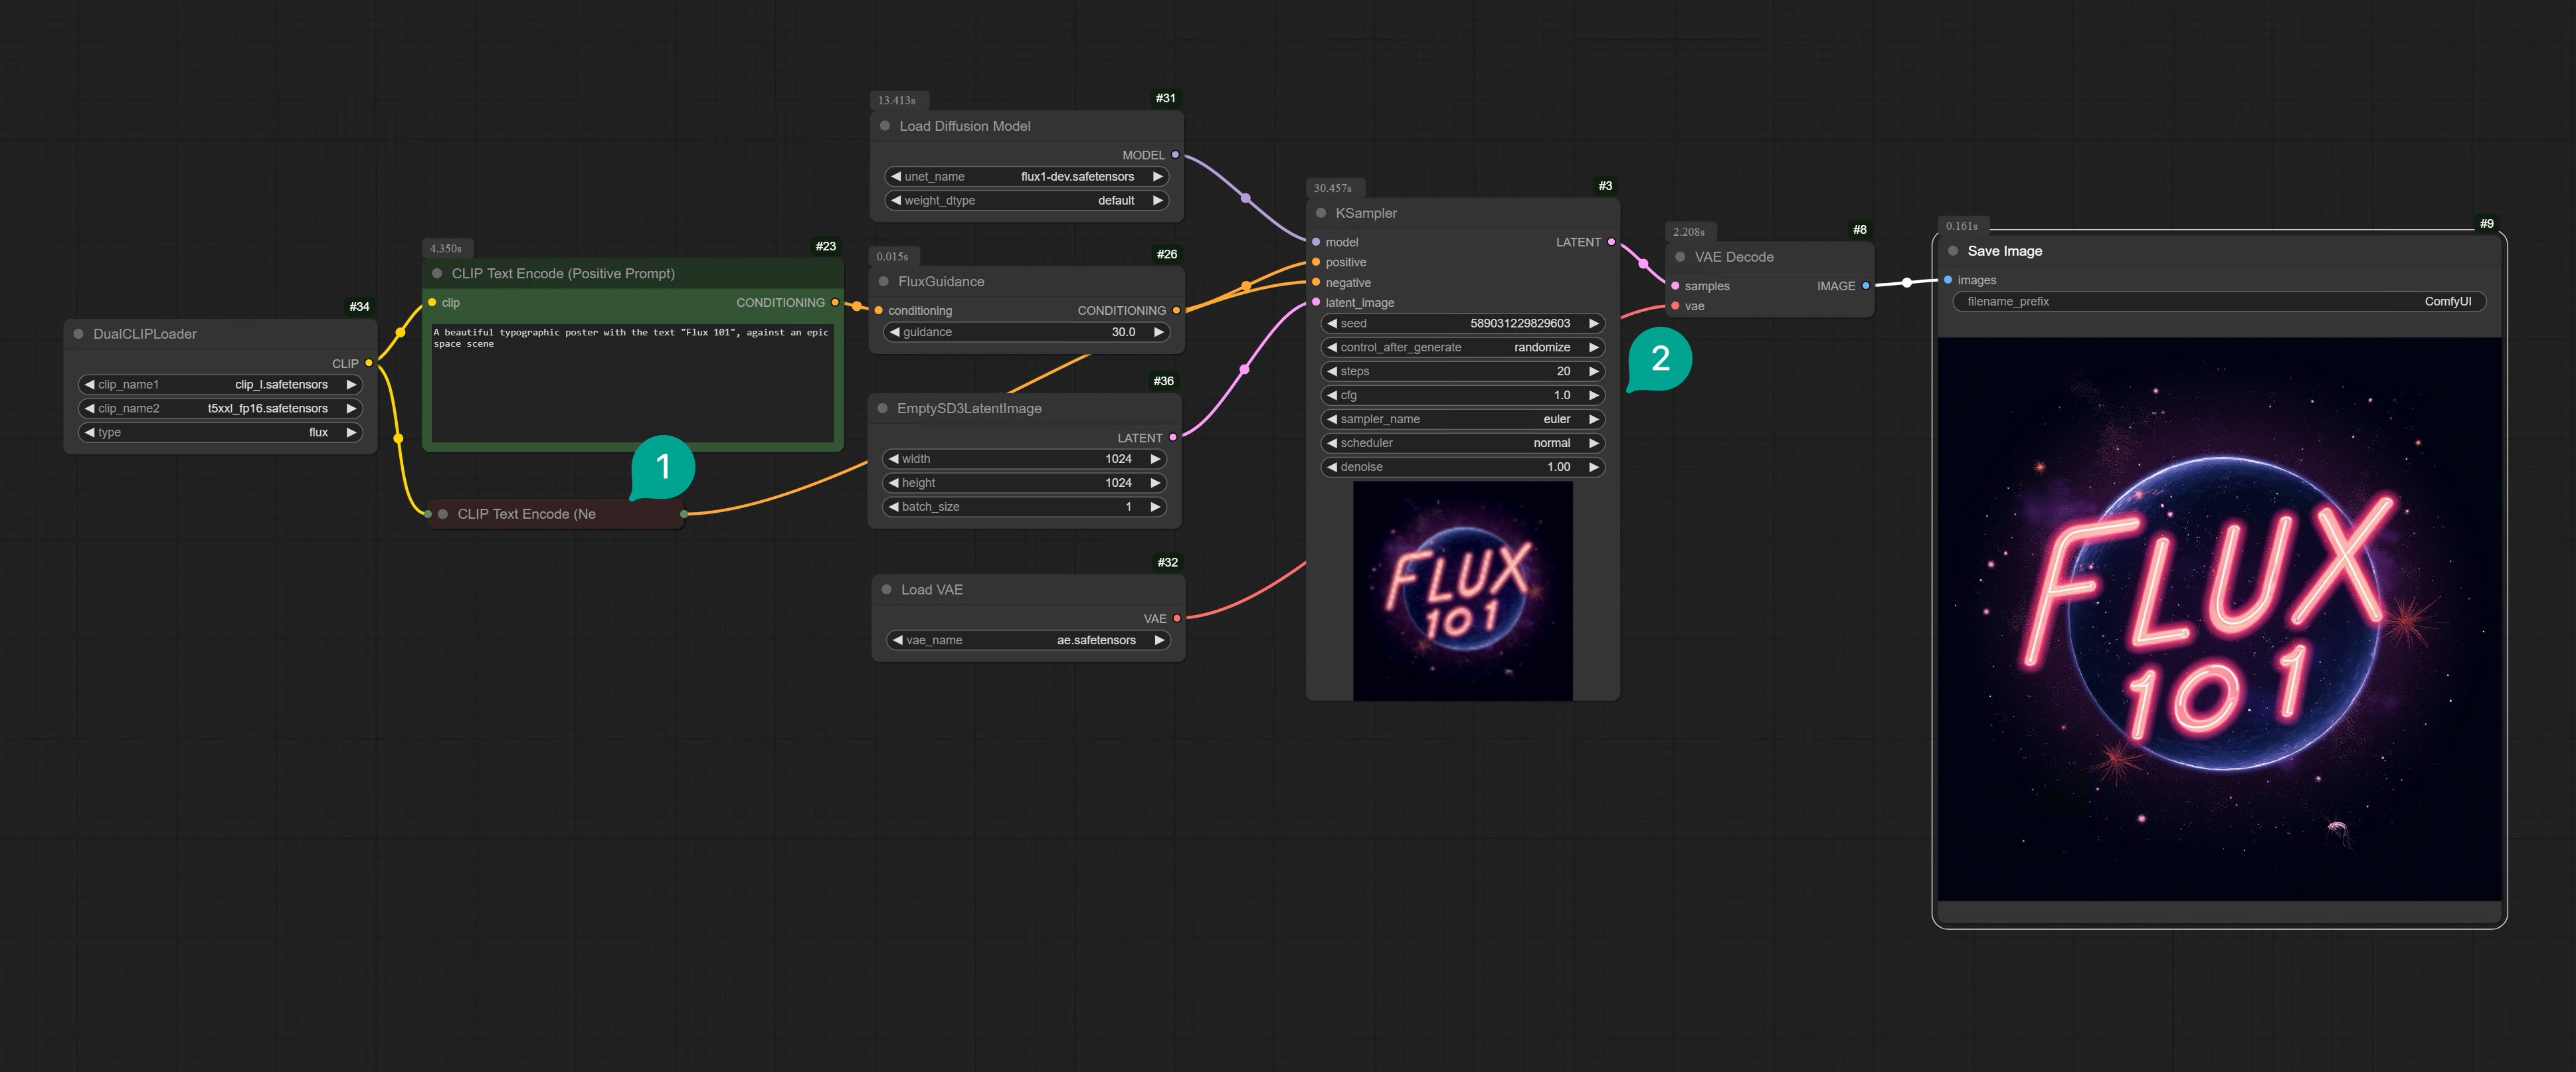 #34
DualCLIPLoader
CLIP
clip_name1 clip_l.safetensors
clip_name2 t5xxl_fp16.safetensors
type flux
4.350s #23
CLIP Text Encode (Positive Prompt)
clip CONDITIONING
A beautiful typographic poster with the text "Flux 101", against an epic
space scene
1
CLIP Text Encode (Ne
13.413s #31
Load Diffusion Model
MODEL
unet_name flux1-dev.safetensors
weight_dtype default
0.015s #26
FluxGuidance
conditioning CONDITIONING
guidance 30.0
#36
EmptySD3LatentImage
LATENT
width 1024
height 1024
batch_size 1
#32
Load VAE
VAE
vae_name ae.safetensors
30.457s #3
KSampler
model LATENT
positive
negative
latent_image
seed 589031229829603
control_after_generate randomize
steps 20
cfg 1.0
sampler_name euler
scheduler normal
denoise 1.00
FLUX
101
2
2.208s #8
VAE Decode
samples IMAGE
vae
0.161s #9
Save Image
images
filename_prefix ComfyUI
FLUX
101